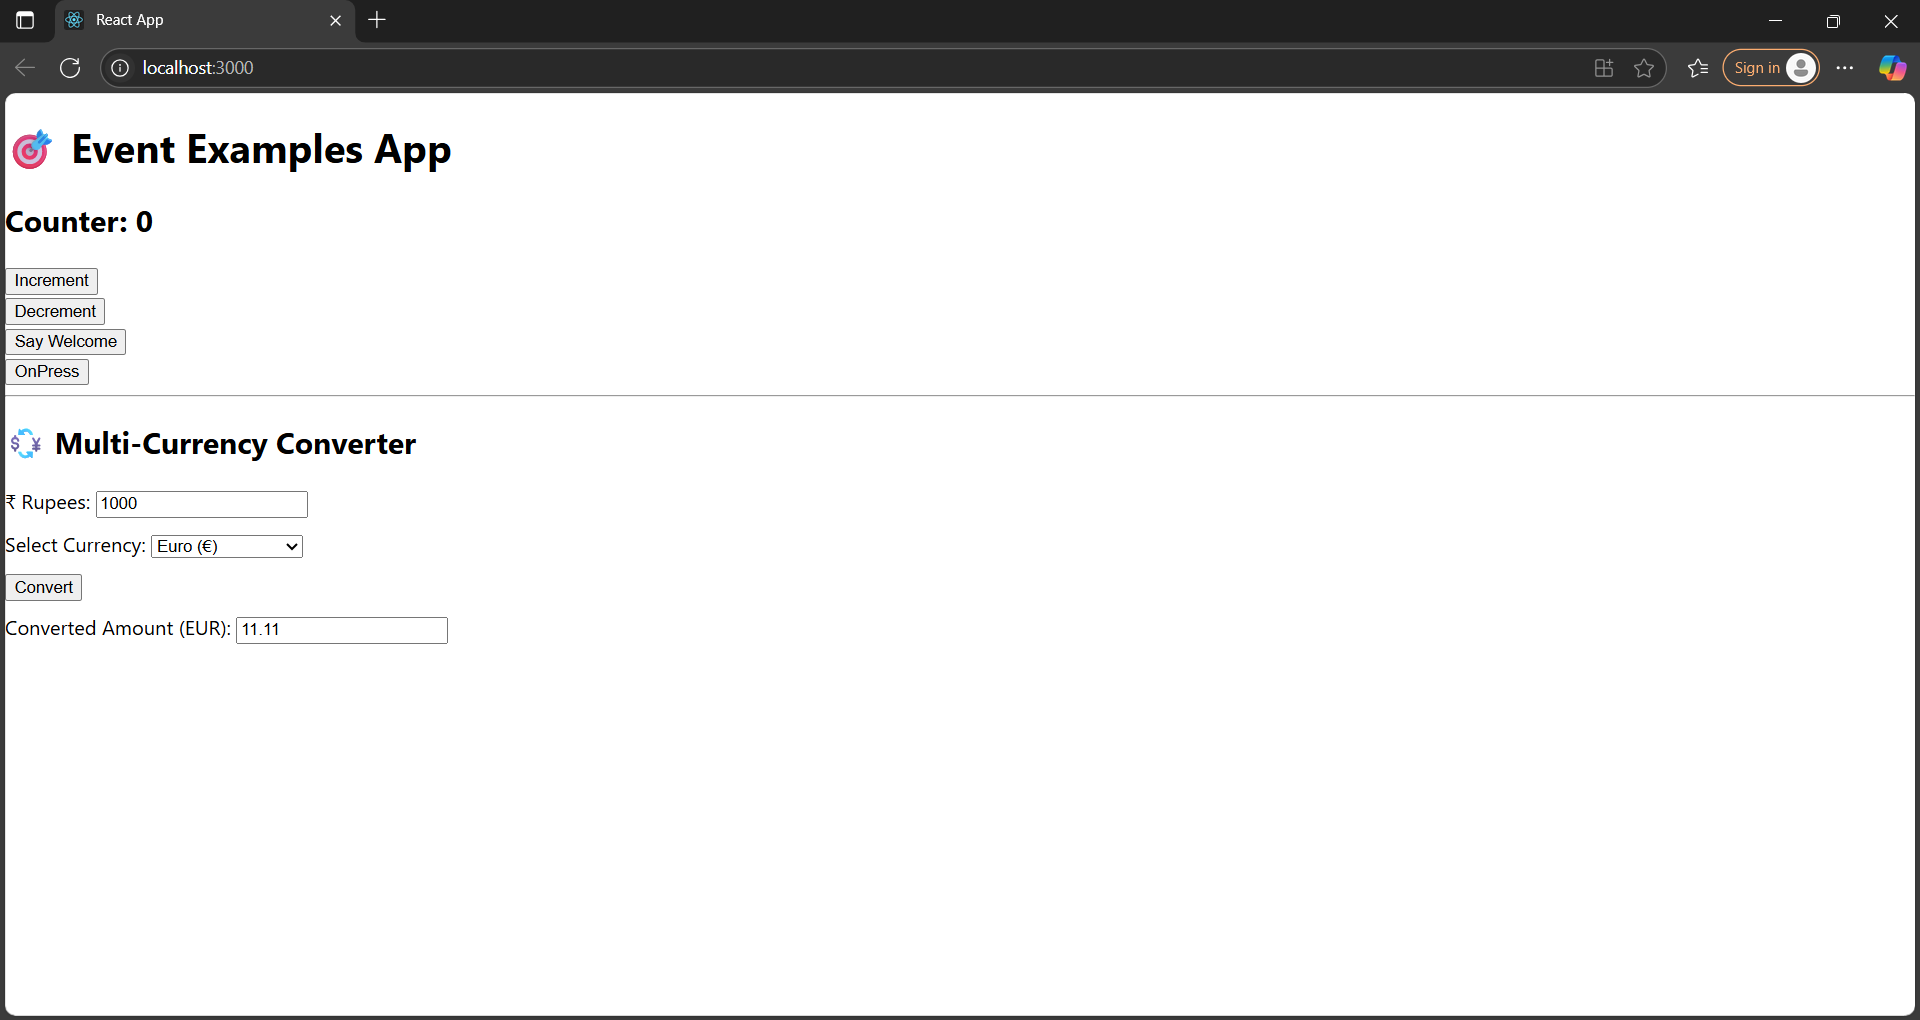 React App
localhost:3000
Sign in
🎯 Event Examples App
Counter: 0
Increment
Decrement
Say Welcome
OnPress
💱 Multi-Currency Converter
₹ Rupees: 1000
Select Currency: Euro (€)
Convert
Converted Amount (EUR): 11.11